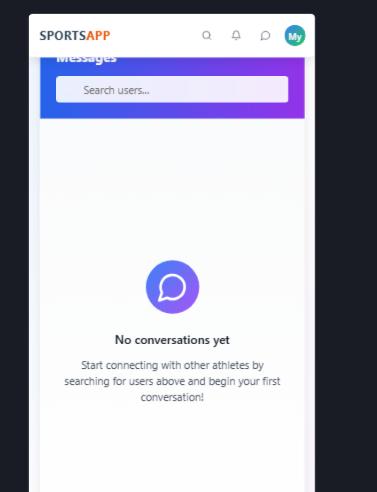 SPORTSAPP
My
Messages
Search users...
No conversations yet
Start connecting with other athletes by
searching for users above and begin your first
conversation!